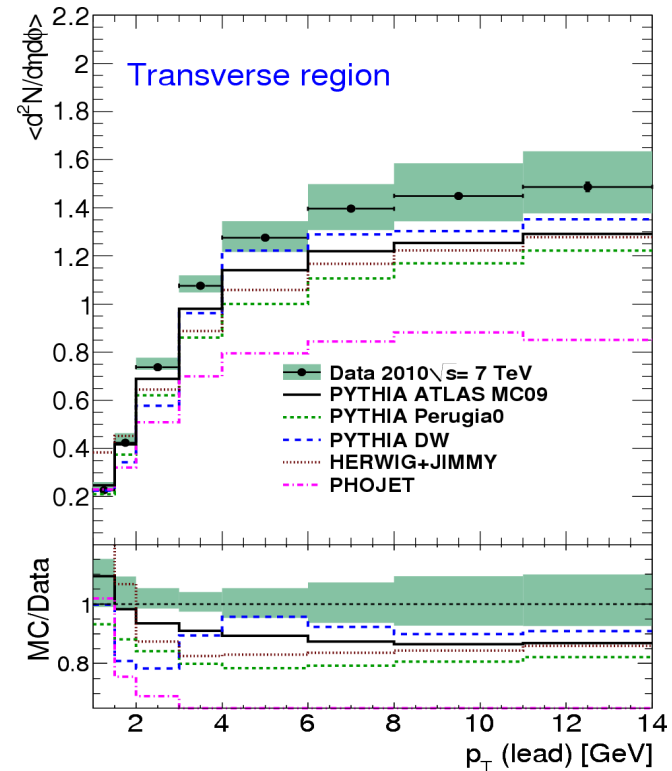 <d²N/dηdϕ>
2.2
2
1.8
1.6
1.4
1.2
1
0.8
0.6
0.4
0.2
Transverse region
Data 2010 √s= 7 TeV
PYTHIA ATLAS MC09
PYTHIA Perugia0
PYTHIA DW
HERWIG+JIMMY
PHOJET
MC/Data
1
0.8
2 4 6 8 10 12 14
p_T (lead) [GeV]